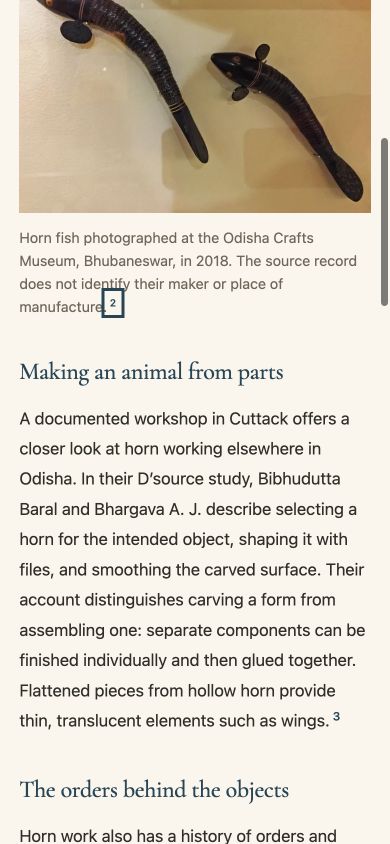 Horn fish photographed at the Odisha Crafts
Museum, Bhubaneswar, in 2018. The source record
does not identify their maker or place of
manufacture. 2
Making an animal from parts
A documented workshop in Cuttack offers a
closer look at horn working elsewhere in
Odisha. In their D’source study, Bibhudutta
Baral and Bhargava A. J. describe selecting a
horn for the intended object, shaping it with
files, and smoothing the carved surface. Their
account distinguishes carving a form from
assembling one: separate components can be
finished individually and then glued together.
Flattened pieces from hollow horn provide
thin, translucent elements such as wings. 3
The orders behind the objects
Horn work also has a history of orders and